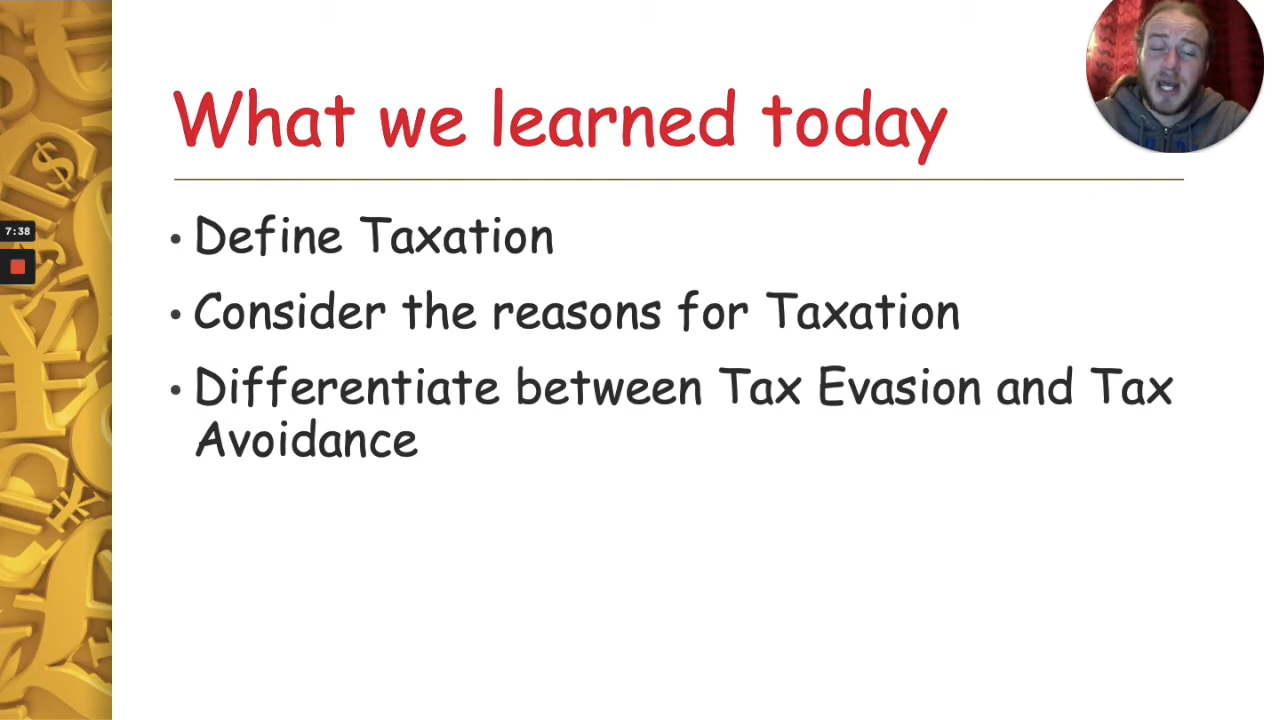 What we learned today
7:38
• Define Taxation
• Consider the reasons for Taxation
• Differentiate between Tax Evasion and Tax
Avoidance